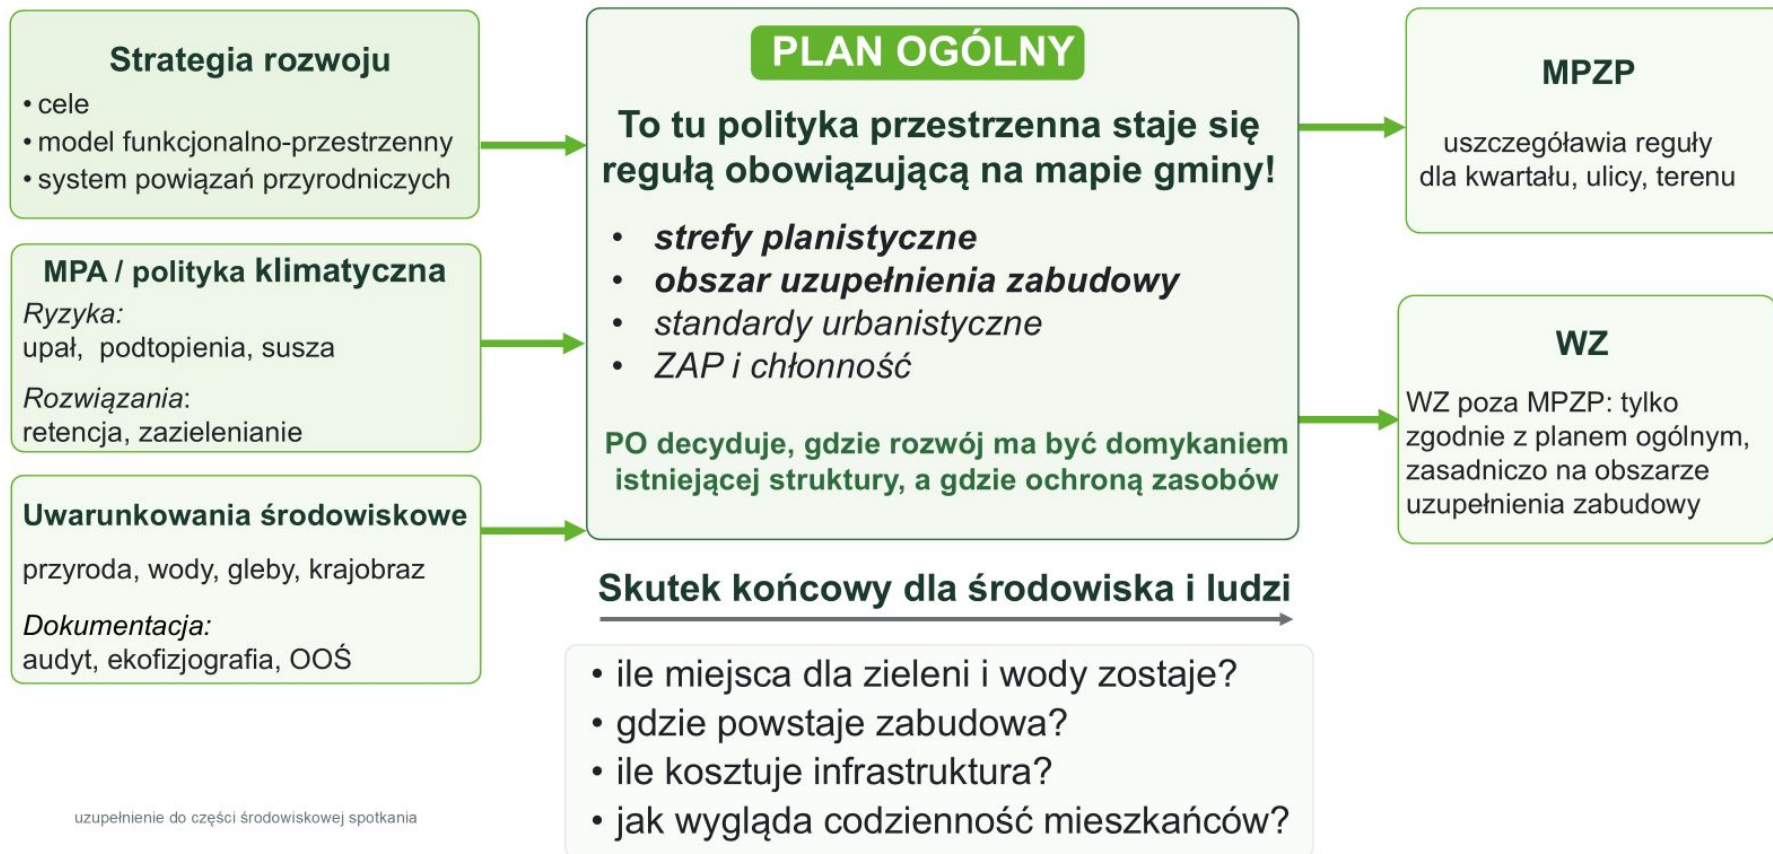 Strategia rozwoju
• cele
• model funkcjonalno-przestrzenny
• system powiązań przyrodniczych
MPA / polityka klimatyczna
Ryzyka:
upał, podtopienia, susza
Rozwiązania:
retencja, zazielenianie
Uwarunkowania środowiskowe
przyroda, wody, gleby, krajobraz
Dokumentacja:
audyt, ekofizjografia, OOŚ
PLAN OGÓLNY
To tu polityka przestrzenna staje się
regułą obowiązującą na mapie gminy!
• strefy planistyczne
• obszar uzupełnienia zabudowy
• standardy urbanistyczne
• ZAP i chłonność
PO decyduje, gdzie rozwój ma być domykaniem
istniejącej struktury, a gdzie ochroną zasobów
MPZP
uszczegóławia reguły
dla kwartału, ulicy, terenu
WZ
WZ poza MPZP: tylko
zgodnie z planem ogólnym,
zasadniczo na obszarze
uzupełnienia zabudowy
Skutek końcowy dla środowiska i ludzi
• ile miejsca dla zieleni i wody zostaje?
• gdzie powstaje zabudowa?
• ile kosztuje infrastruktura?
• jak wygląda codzienność mieszkańców?
uzupełnienie do części środowiskowej spotkania